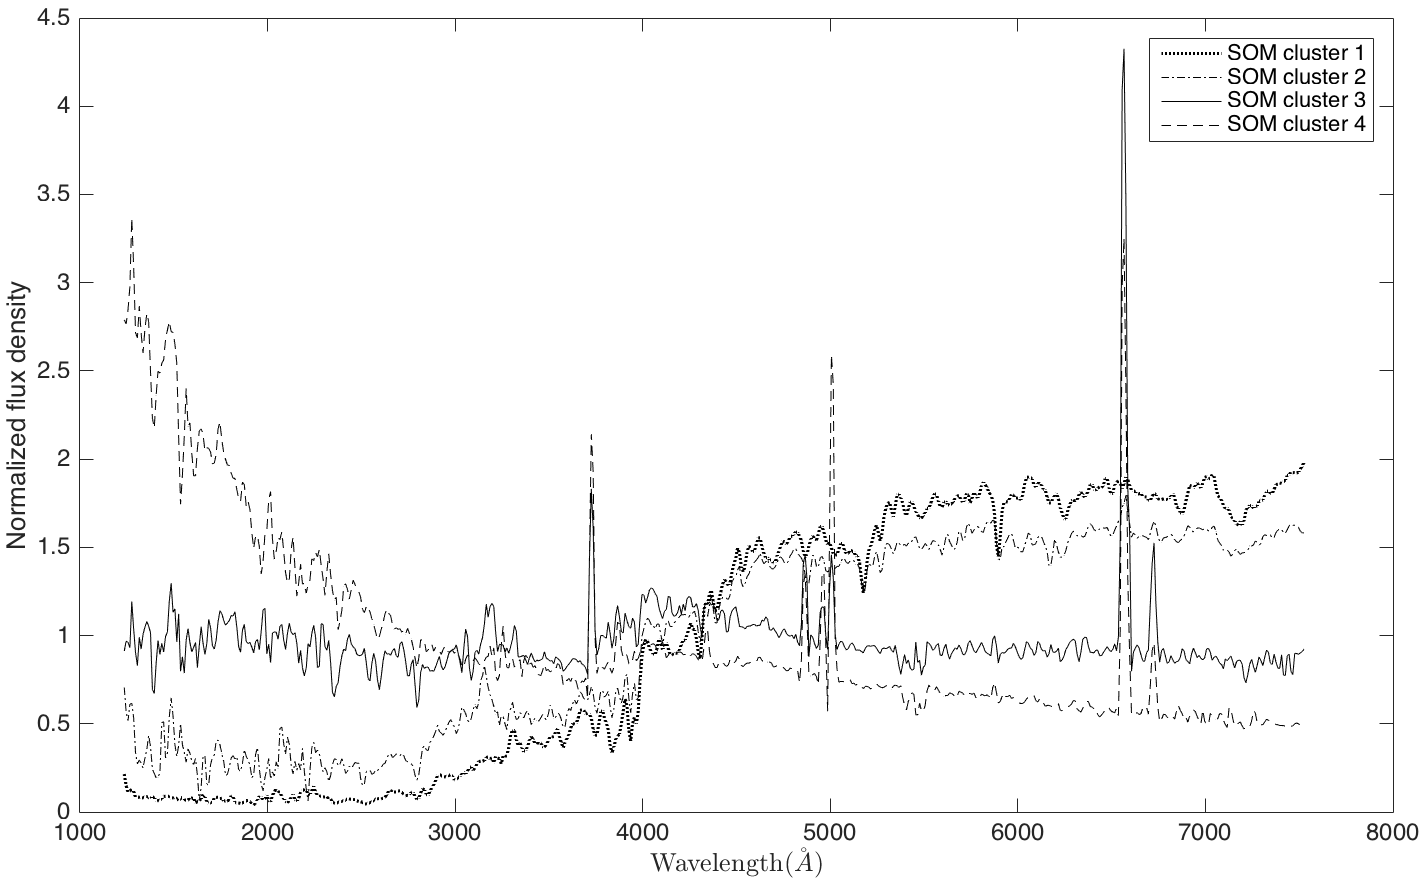 4.5
4
3.5
3
2.5
2
1.5
1
0.5
0
Normalized flux density
SOM cluster 1
SOM cluster 2
SOM cluster 3
SOM cluster 4
1000 2000 3000 4000 5000 6000 7000 8000
Wavelength(Å)